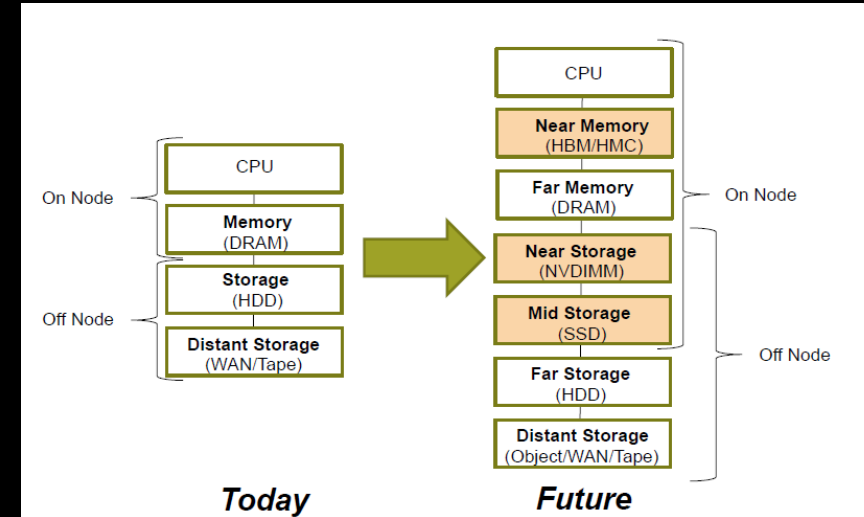 On Node
CPU
Memory
(DRAM)
Off Node
Storage
(HDD)
Distant Storage
(WAN/Tape)
Today
CPU
Near Memory
(HBM/HMC)
Far Memory
(DRAM)
Near Storage
(NVDIMM)
Mid Storage
(SSD)
Far Storage
(HDD)
Distant Storage
(Object/WAN/Tape)
On Node
Off Node
Future